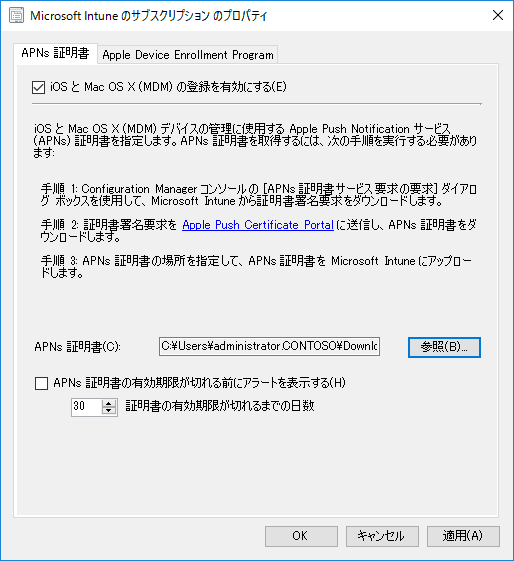 Microsoft Intune のサブスクリプション のプロパティ
APNs 証明書
Apple Device Enrollment Program
iOS と Mac OS X (MDM) の登録を有効にする(E)
iOS と Mac OS X (MDM) デバイスの管理に使用する Apple Push Notification サービス
(APNs) 証明書を指定します。APNs 証明書を取得するには、次の手順を実行する必要があり
ます:
手順 1: Configuration Manager コンソールの [APNs 証明書サービス要求の要求] ダイアロ
グ ボックスを使用して、Microsoft Intune から証明書署名要求をダウンロードします。
手順 2: 証明書署名要求を Apple Push Certificate Portal に送信し、APNs 証明書をダ
ウンロードします。
手順 3: APNs 証明書の場所を指定して、APNs 証明書を Microsoft Intune にアップロー
ドします。
APNs 証明書(C):
C:¥Users¥administrator.CONTOSO¥Downlo
参照(B)...
APNs 証明書の有効期限が切れる前にアラートを表示する(H)
30
証明書の有効期限が切れるまでの日数
OK
キャンセル
適用(A)